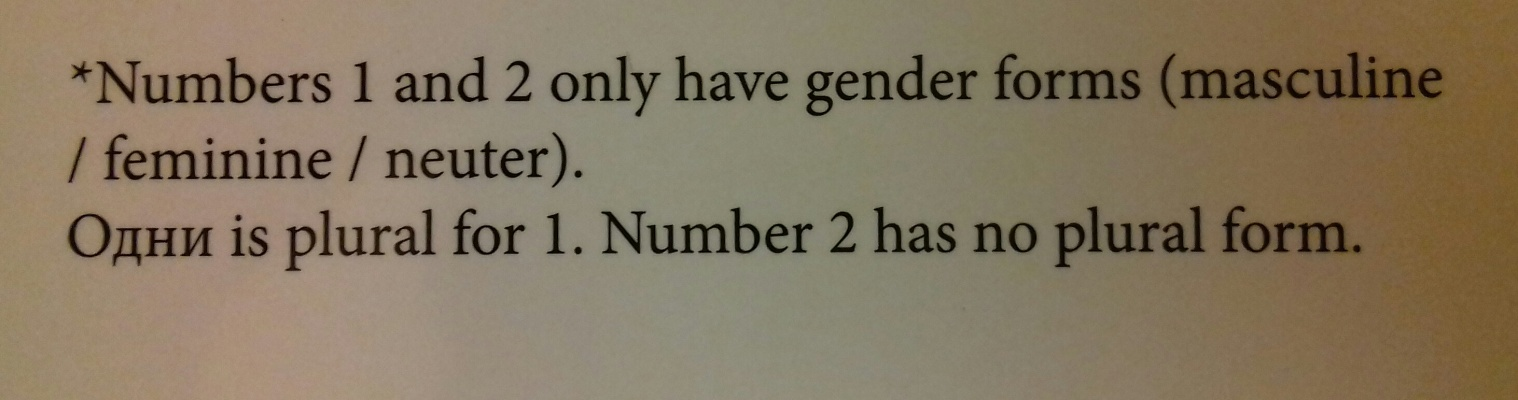 *Numbers 1 and 2 only have gender forms (masculine
/ feminine / neuter).
Одни is plural for 1. Number 2 has no plural form.